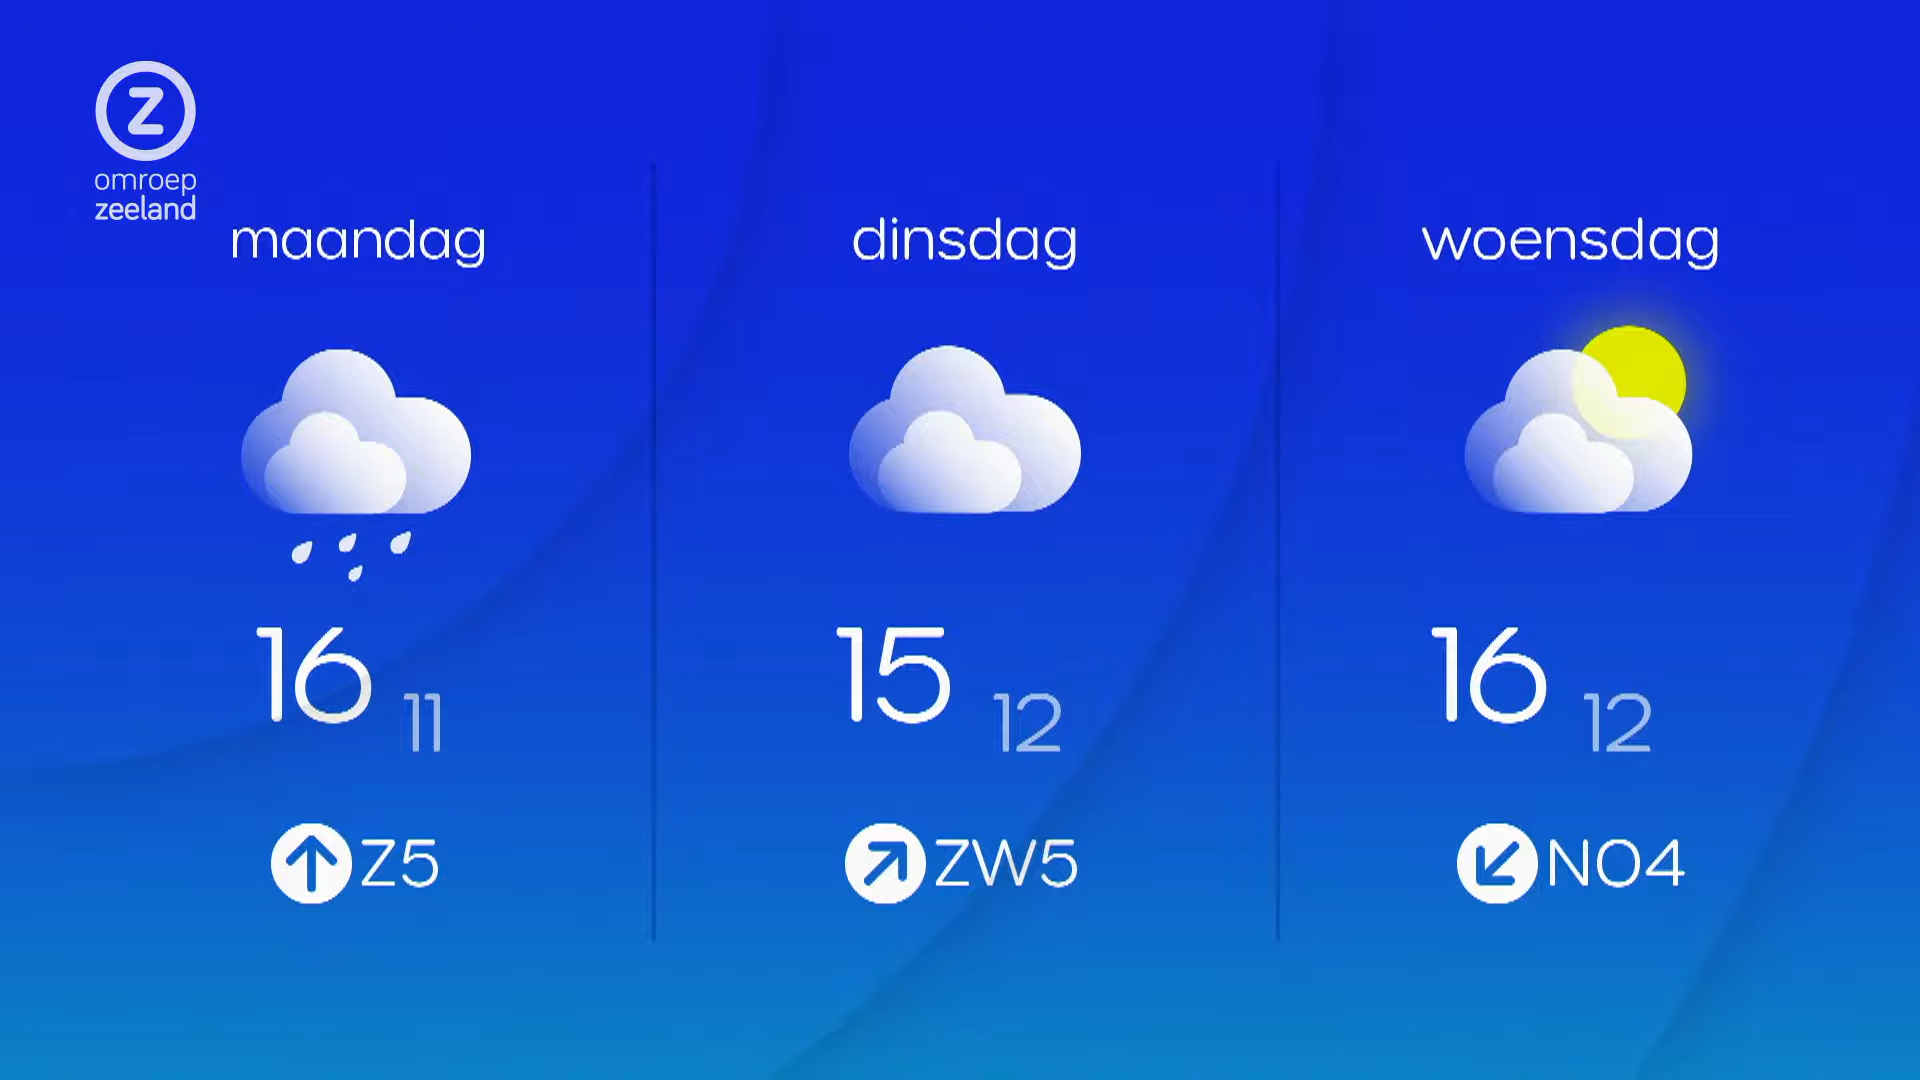 Z
omroep
zeeland
maandag
dinsdag
woensdag
16 11
15 12
16 12
Z5
ZW5
NO4